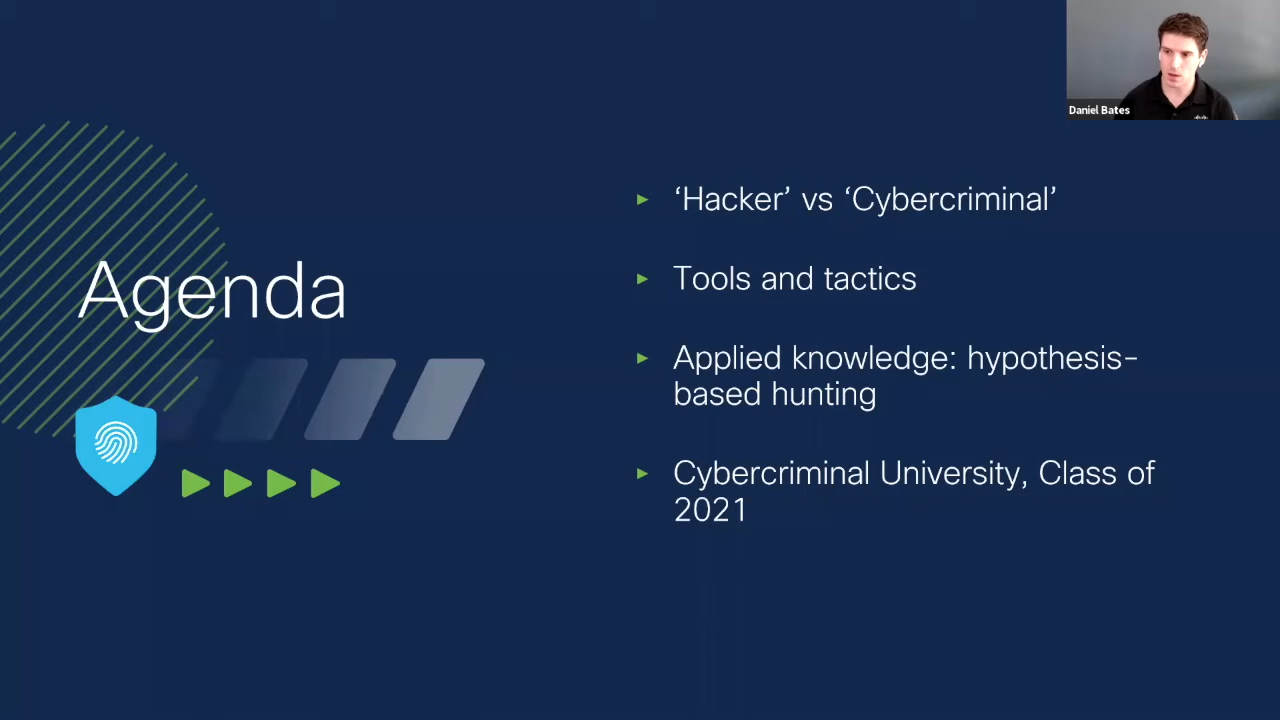 Daniel Bates
Agenda
‘Hacker’ vs ‘Cybercriminal’
Tools and tactics
Applied knowledge: hypothesis-
based hunting
Cybercriminal University, Class of
2021